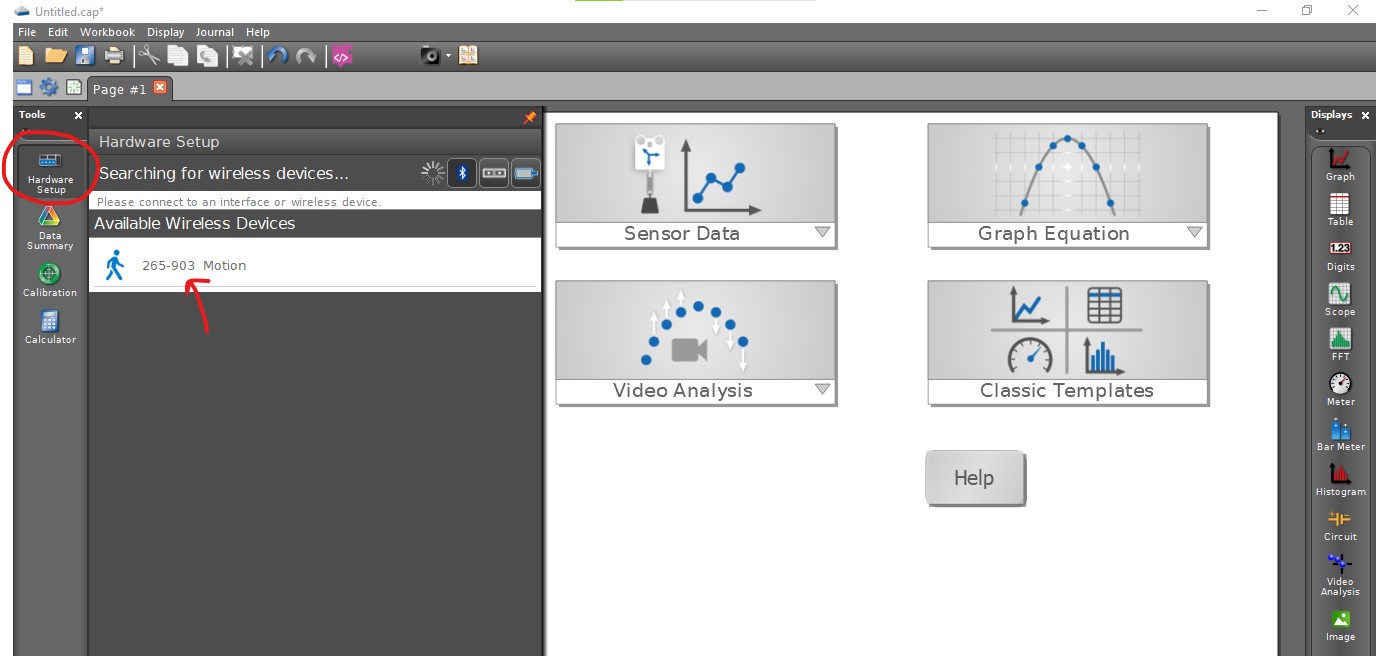 Untitled.cap*
File Edit Workbook Display Journal Help
Page #1
Tools
Hardware
Setup
Data
Summary
Calibration
Calculator
Hardware Setup
Searching for wireless devices...
Please connect to an interface or wireless device.
Available Wireless Devices
265-903 Motion
Sensor Data
Graph Equation
Video Analysis
Classic Templates
Help
Displays
Graph
Table
1.23
Digits
Scope
FFT
Meter
Bar Meter
Histogram
Circuit
Video
Analysis
Image